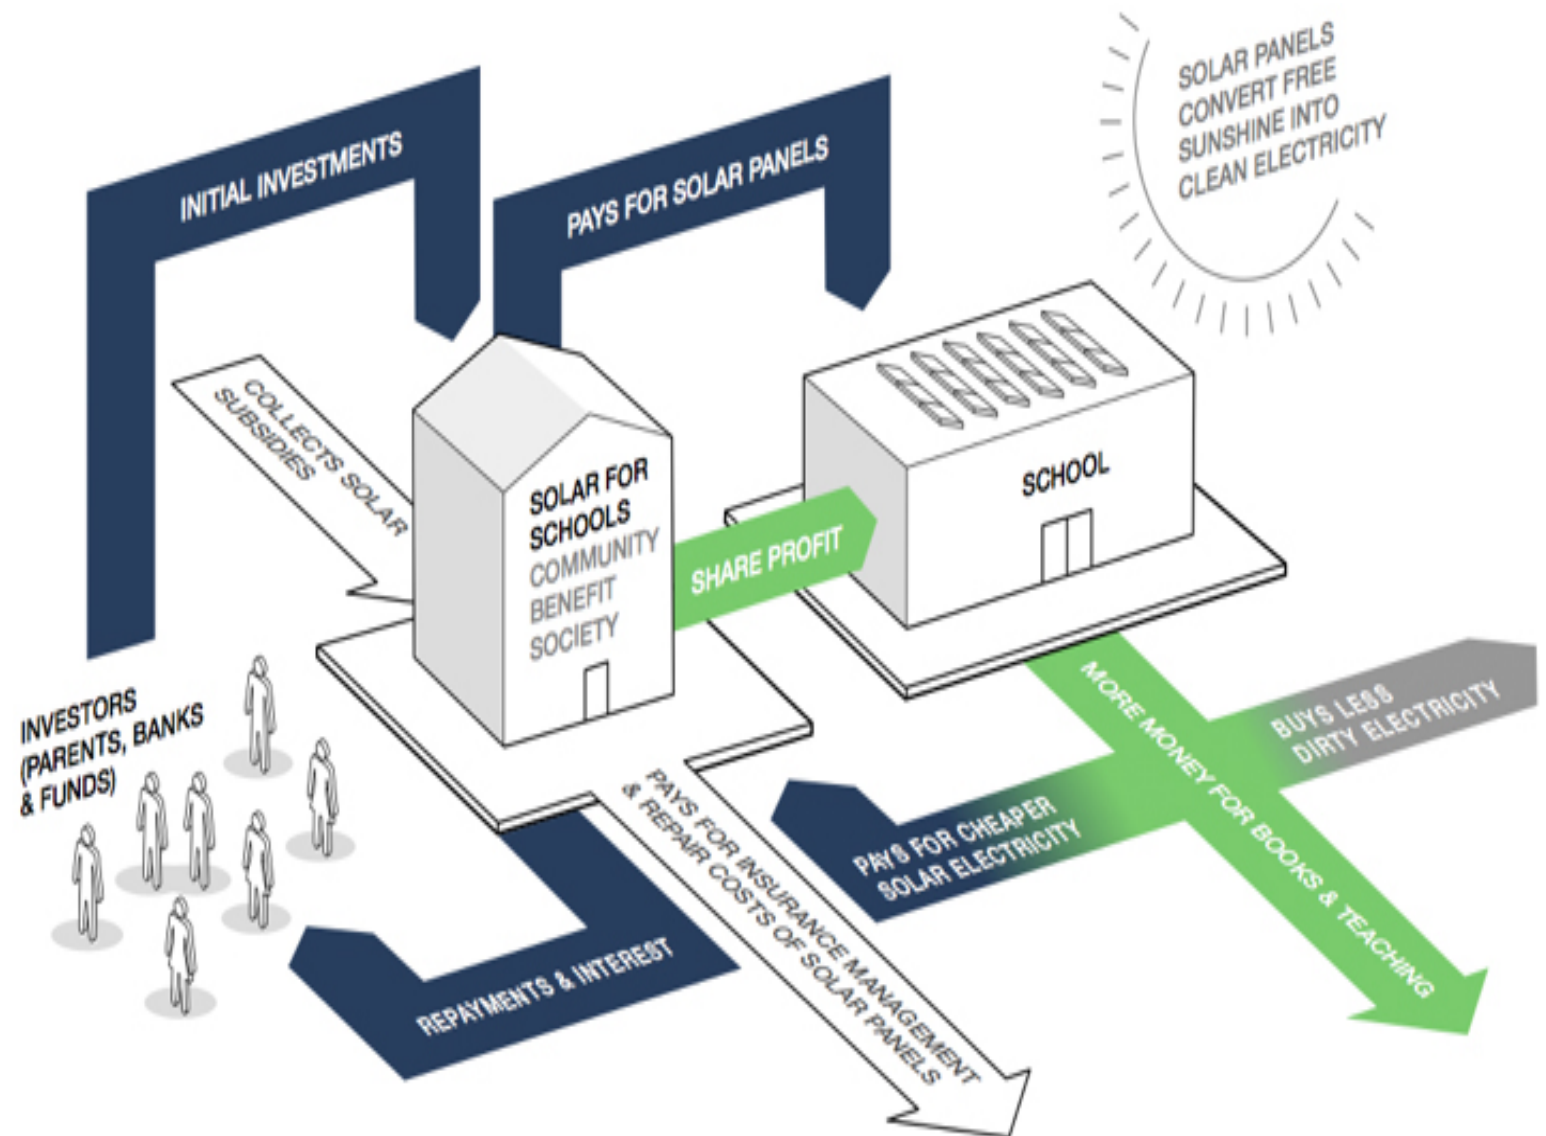 SOLAR PANELS
CONVERT FREE
SUNSHINE INTO
CLEAN ELECTRICITY
INITIAL INVESTMENTS
PAYS FOR SOLAR PANELS
COLLECTS SOLAR
SUBSIDIES
SOLAR FOR
SCHOOLS
COMMUNITY
BENEFIT
SOCIETY
SHARE PROFIT
SCHOOL
INVESTORS
(PARENTS, BANKS
& FUNDS)
MORE MONEY FOR BOOKS & TEACHING
BUYS LESS
DIRTY ELECTRICITY
PAYS FOR CHEAPER
SOLAR ELECTRICITY
PAYS FOR INSURANCE MANAGEMENT
& REPAIR COSTS OF SOLAR PANELS
REPAYMENTS & INTEREST